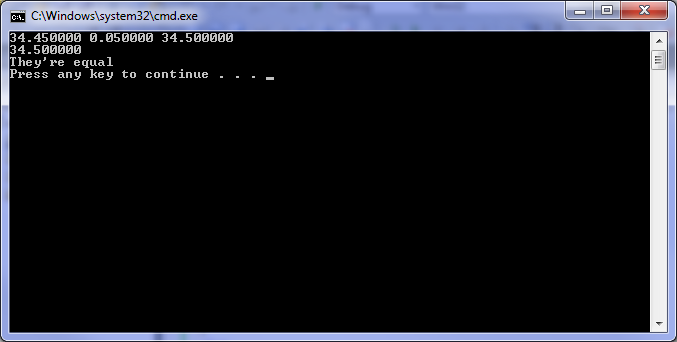 C:\Windows\system32\cmd.exe
34.450000 0.050000 34.500000
34.500000
They're equal
Press any key to continue . . . _